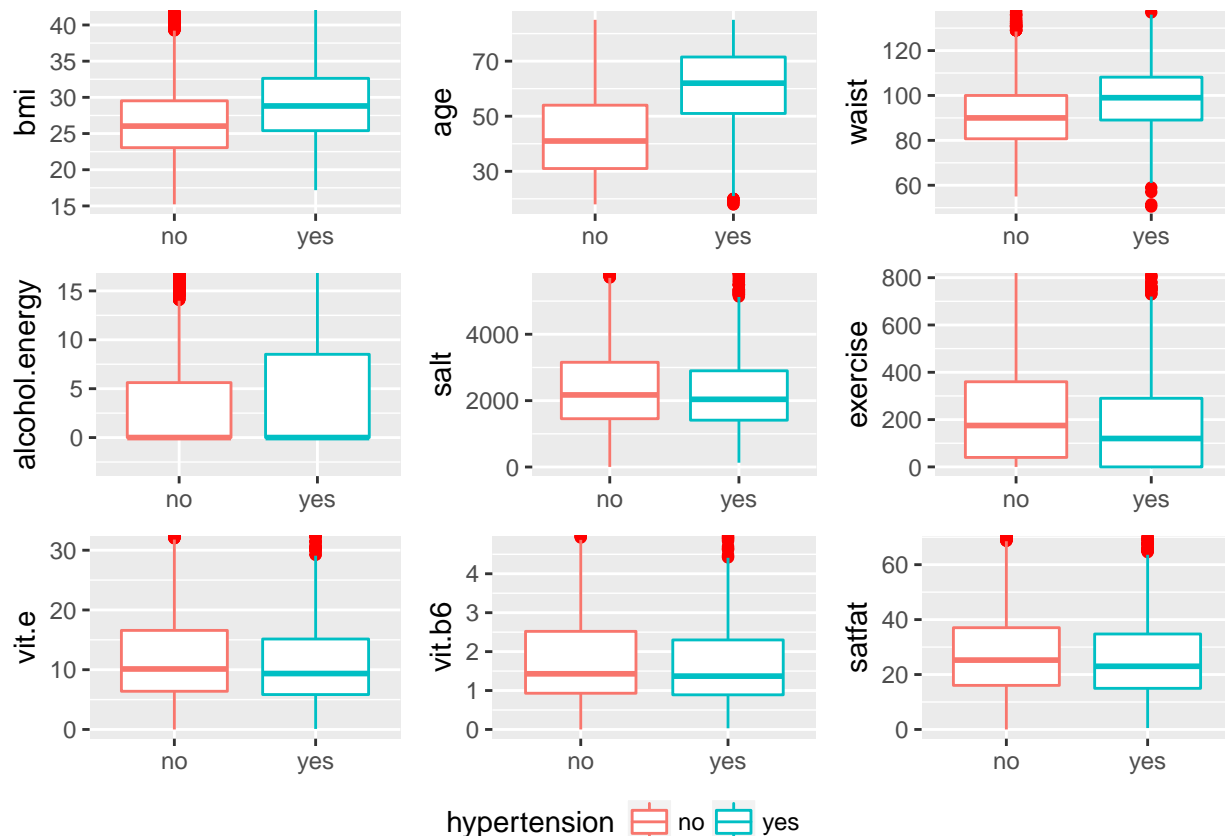 bmi
40
35
30
25
20
15
no yes
age
70
50
30
no yes
waist
120
100
80
60
no yes
alcohol.energy
15
10
5
0
no yes
salt
4000
2000
0
no yes
exercise
800
600
400
200
0
no yes
vit.e
30
20
10
0
no yes
vit.b6
4
3
2
1
0
no yes
satfat
60
40
20
0
no yes
hypertension no yes